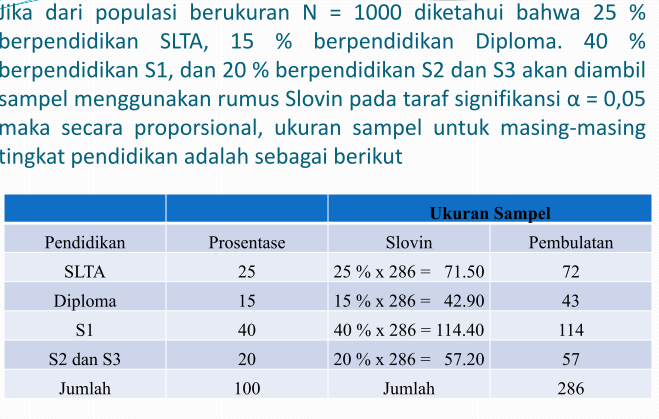 Jika dari populasi berukuran N = 1000 diketahui bahwa 25 %
berpendidikan SLTA, 15 % berpendidikan Diploma. 40 %
berpendidikan S1, dan 20 % berpendidikan S2 dan S3 akan diambil
sampel menggunakan rumus Slovin pada taraf signifikansi α = 0,05
maka secara proporsional, ukuran sampel untuk masing-masing
tingkat pendidikan adalah sebagai berikut
Ukuran Sampel
Pendidikan Prosentase Slovin Pembulatan
SLTA 25 25 % x 286 = 71.50 72
Diploma 15 15 % x 286 = 42.90 43
S1 40 40 % x 286 = 114.40 114
S2 dan S3 20 20 % x 286 = 57.20 57
Jumlah 100 Jumlah 286